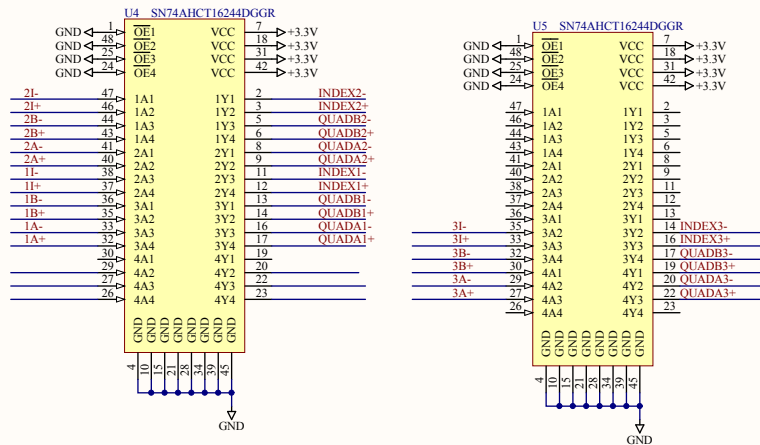 U4 SN74AHCT16244DGGR
GND 1 OE1 VCC 7 +3.3V
GND 48 OE2 VCC 18 +3.3V
GND 25 OE3 VCC 31 +3.3V
GND 24 OE4 VCC 42 +3.3V
2I- 47 1A1 1Y1 2 INDEX2-
2I+ 46 1A2 1Y2 3 INDEX2+
2B- 44 1A3 1Y3 5 QUADB2-
2B+ 43 1A4 1Y4 6 QUADB2+
2A- 41 2A1 2Y1 8 QUADA2-
2A+ 40 2A2 2Y2 9 QUADA2+
1I- 38 2A3 2Y3 11 INDEX1-
1I+ 37 2A4 2Y4 12 INDEX1+
1B- 36 3A1 3Y1 13 QUADB1-
1B+ 35 3A2 3Y2 14 QUADB1+
1A- 33 3A3 3Y3 16 QUADA1-
1A+ 32 3A4 3Y4 17 QUADA1+
30 4A1 4Y1 19
29 4A2 4Y2 20
27 4A3 4Y3 22
26 4A4 4Y4 23
GND GND GND GND GND GND GND GND
4 10 15 21 28 34 39 45
GND
U5 SN74AHCT16244DGGR
GND 1 OE1 VCC 7 +3.3V
GND 48 OE2 VCC 18 +3.3V
GND 25 OE3 VCC 31 +3.3V
GND 24 OE4 VCC 42 +3.3V
47 1A1 1Y1 2
46 1A2 1Y2 3
44 1A3 1Y3 5
43 1A4 1Y4 6
41 2A1 2Y1 8
40 2A2 2Y2 9
38 2A3 2Y3 11
37 2A4 2Y4 12
36 3A1 3Y1 13
3I- 35 3A2 3Y2 14 INDEX3-
3I+ 33 3A3 3Y3 16 INDEX3+
3B- 32 3A4 3Y4 17 QUADB3-
3B+ 30 4A1 4Y1 19 QUADB3+
3A- 29 4A2 4Y2 20 QUADA3-
3A+ 27 4A3 4Y3 22 QUADA3+
26 4A4 4Y4 23
GND GND GND GND GND GND GND GND
4 10 15 21 28 34 39 45
GND